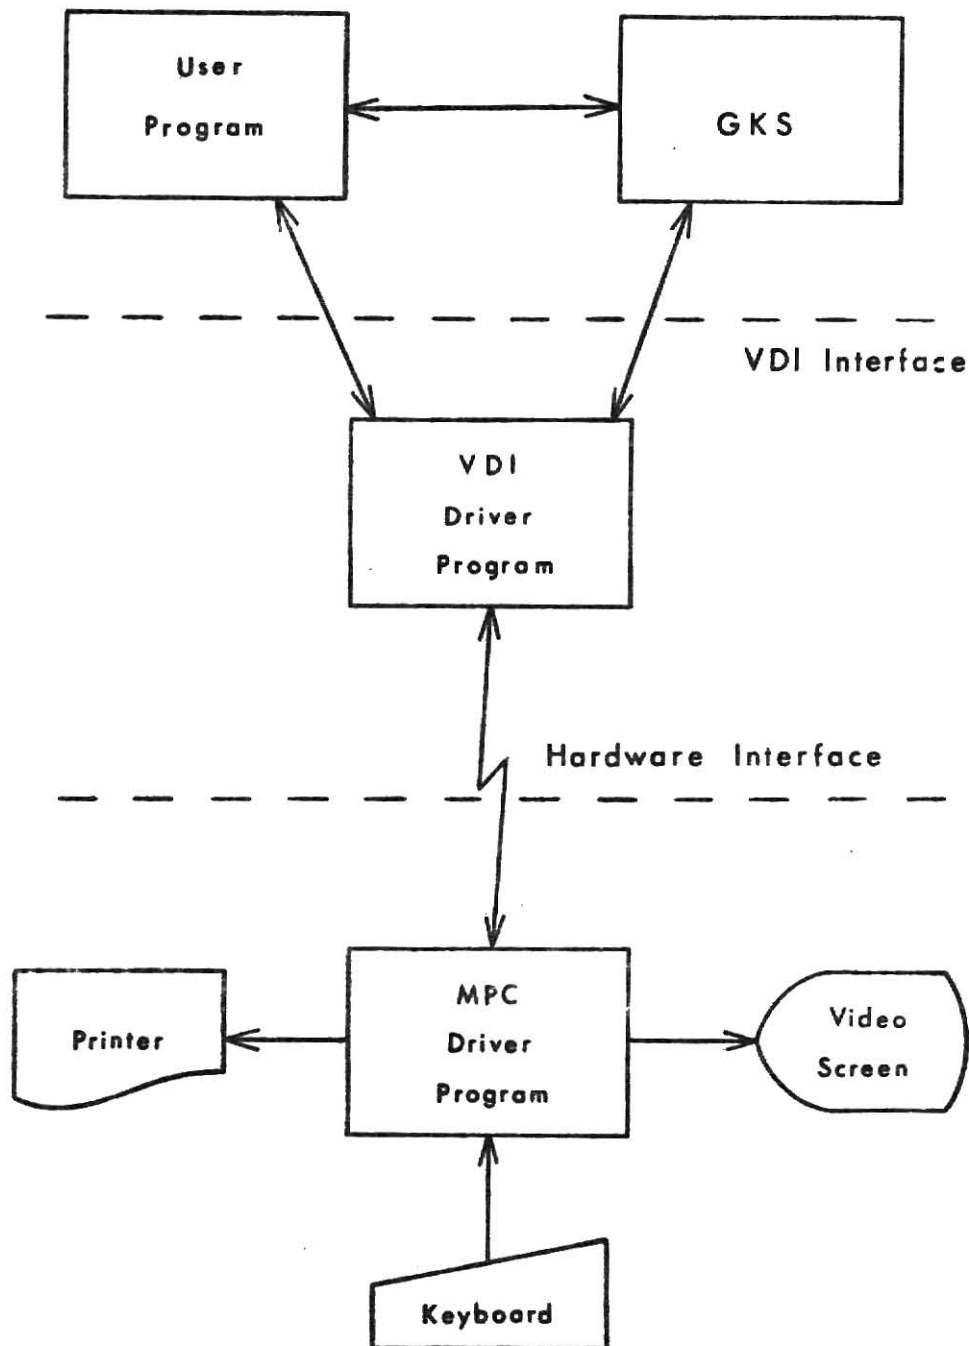 User
Program
GKS
VDI Interface
VDI
Driver
Program
Hardware Interface
MPC
Driver
Program
Printer
Video
Screen
Keyboard